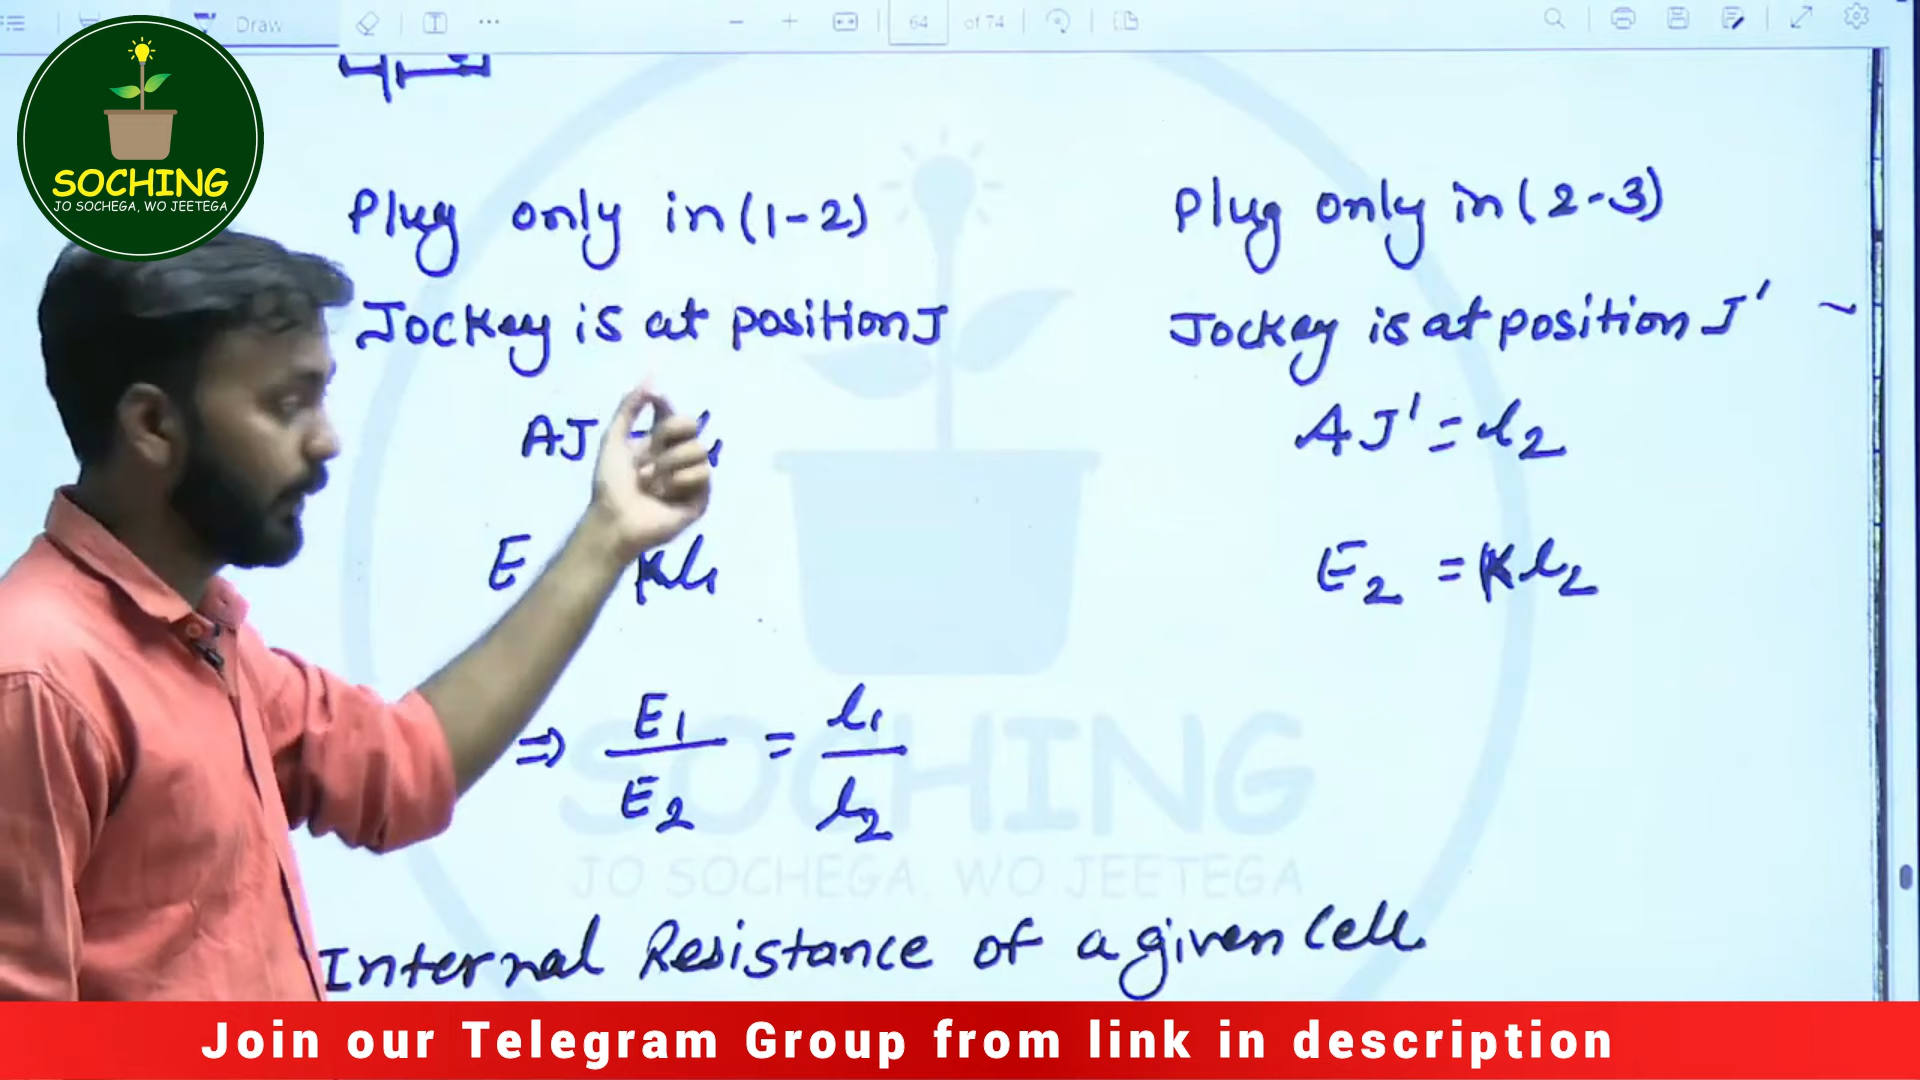 Draw
64 of 74
SOCHING
JO SOCHEGA, WO JEETEGA
Plug only in (1-2)
Jockey is at position J
AJ
E Kl1
⇒ E1/E2 = l1/l2
Plug only in (2-3)
Jockey is at position J'
AJ' = l2
E2 = Kl2
SOCHING
JO SOCHEGA, WO JEETEGA
Internal Resistance of a given Cell
Join our Telegram Group from link in description